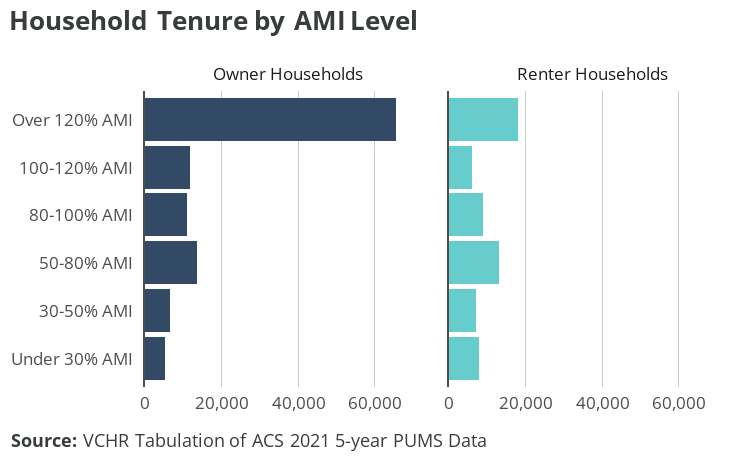 Household Tenure by AMI Level
Owner Households
Renter Households
Over 120% AMI
100-120% AMI
80-100% AMI
50-80% AMI
30-50% AMI
Under 30% AMI
0 20,000 40,000 60,000
0 20,000 40,000 60,000
Source: VCHR Tabulation of ACS 2021 5-year PUMS Data